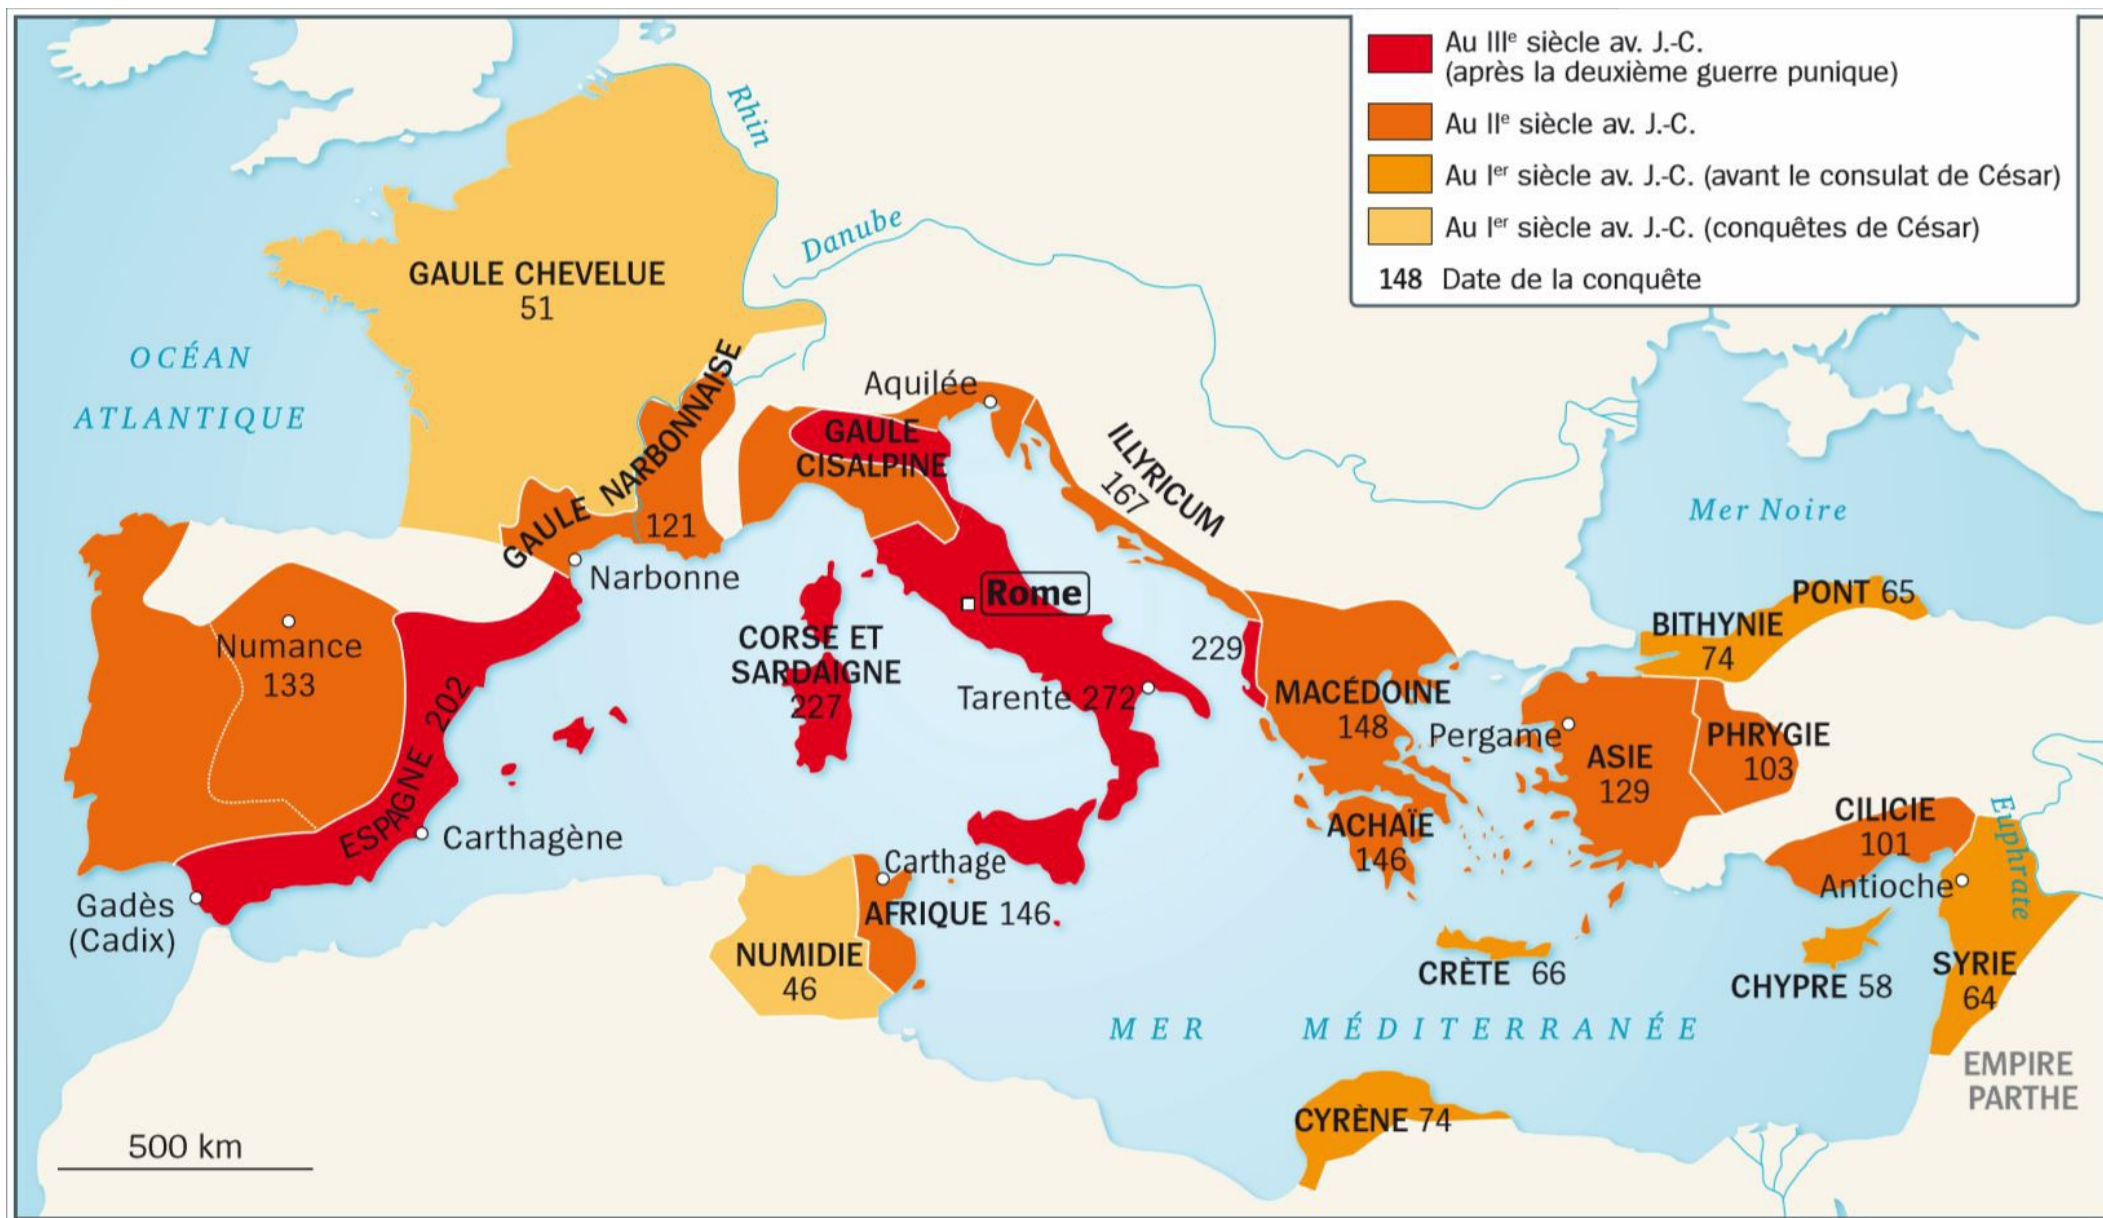 Au IIIe siècle av. J.-C.
(après la deuxième guerre punique)
Au IIe siècle av. J.-C.
Au Ier siècle av. J.-C. (avant le consulat de César)
Au Ier siècle av. J.-C. (conquêtes de César)
148 Date de la conquête
Rhin
Danube
GAULE CHEVELUE
51
OCÉAN
ATLANTIQUE
GAULE NARBONNAISE
121
Narbonne
Aquilée
GAULE
CISALPINE
ILLYRICUM
167
Mer Noire
Rome
PONT 65
BITHYNIE
74
Numance
133
ESPAGNE 202
CORSE ET
SARDAIGNE
227
229
Tarente 272
MACÉDOINE
148
Pergame
ASIE
129
PHRYGIE
103
Carthagène
ACHAÏE
146
CILICIE
101
Euphrate
Antioche
Gadès
(Cadix)
Carthage
AFRIQUE 146
NUMIDIE
46
CRÈTE 66
CHYPRE 58
SYRIE
64
MER MÉDITERRANÉE
EMPIRE
PARTHE
CYRÈNE 74
500 km